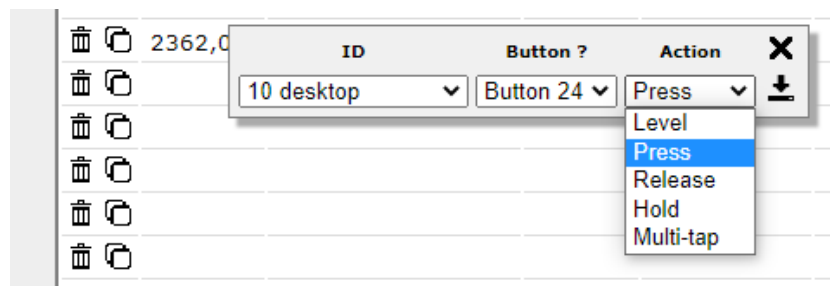 2362,0
ID Button ? Action
10 desktop Button 24 Press
Level
Press
Release
Hold
Multi-tap